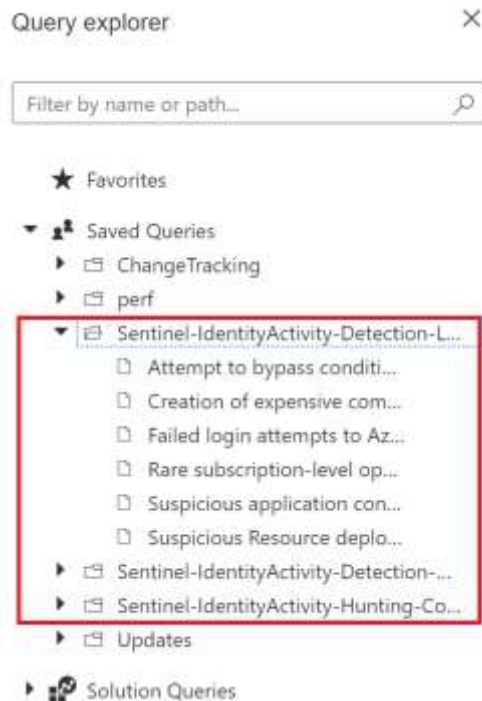 Query explorer
Filter by name or path...
Favorites
Saved Queries
ChangeTracking
perf
Sentinel-IdentityActivity-Detection-L...
Attempt to bypass conditi...
Creation of expensive com...
Failed login attempts to Az...
Rare subscription-level op...
Suspicious application con...
Suspicious Resource deplo...
Sentinel-IdentityActivity-Detection-...
Sentinel-IdentityActivity-Hunting-Co...
Updates
Solution Queries